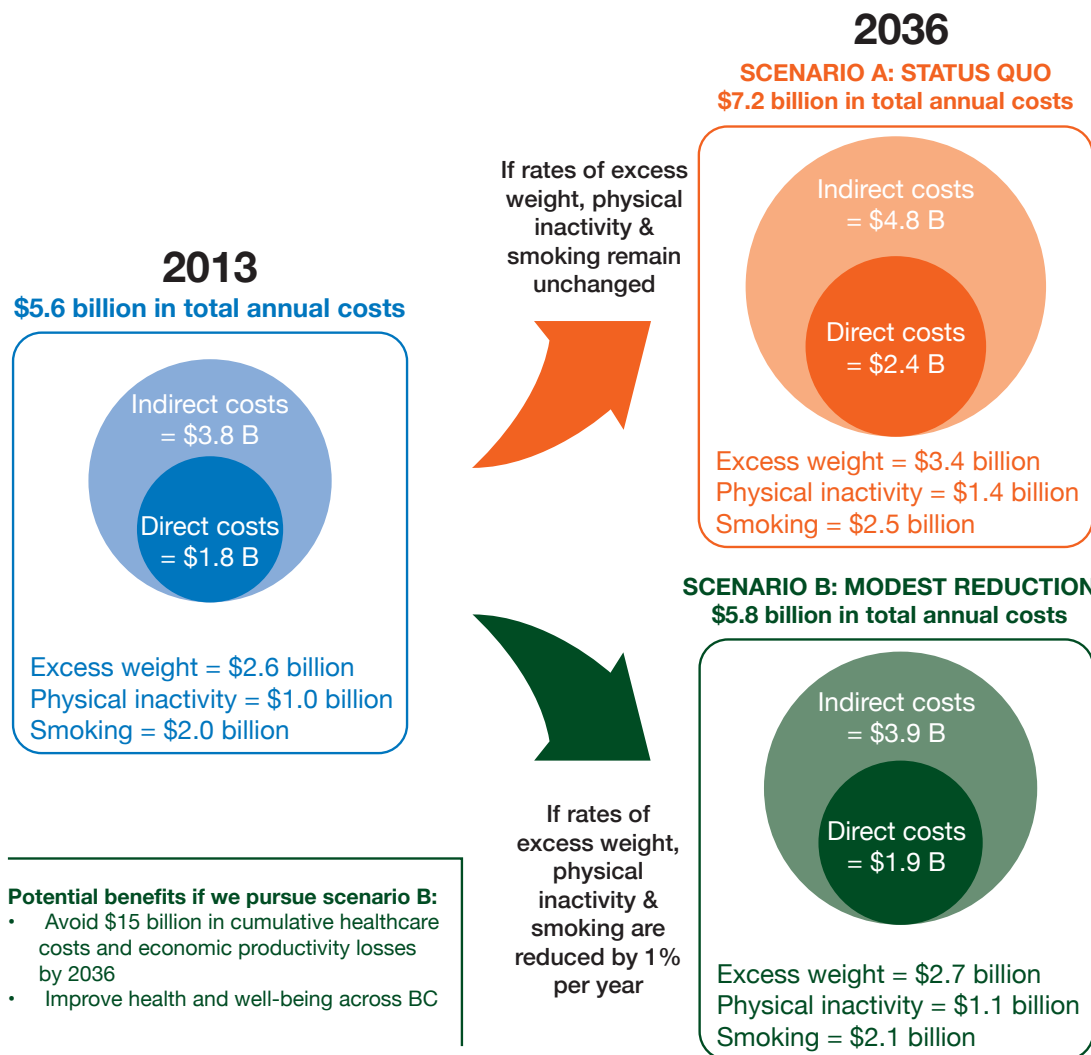 2013
$5.6 billion in total annual costs
Indirect costs
= $3.8 B
Direct costs
= $1.8 B
Excess weight = $2.6 billion
Physical inactivity = $1.0 billion
Smoking = $2.0 billion
If rates of excess
weight, physical
inactivity &
smoking remain
unchanged
2036
SCENARIO A: STATUS QUO
$7.2 billion in total annual costs
Indirect costs
= $4.8 B
Direct costs
= $2.4 B
Excess weight = $3.4 billion
Physical inactivity = $1.4 billion
Smoking = $2.5 billion
If rates of
excess weight,
physical
inactivity &
smoking are
reduced by 1%
per year
SCENARIO B: MODEST REDUCTION
$5.8 billion in total annual costs
Indirect costs
= $3.9 B
Direct costs
= $1.9 B
Excess weight = $2.7 billion
Physical inactivity = $1.1 billion
Smoking = $2.1 billion
Potential benefits if we pursue scenario B:
• Avoid $15 billion in cumulative healthcare
costs and economic productivity losses
by 2036
• Improve health and well-being across BC